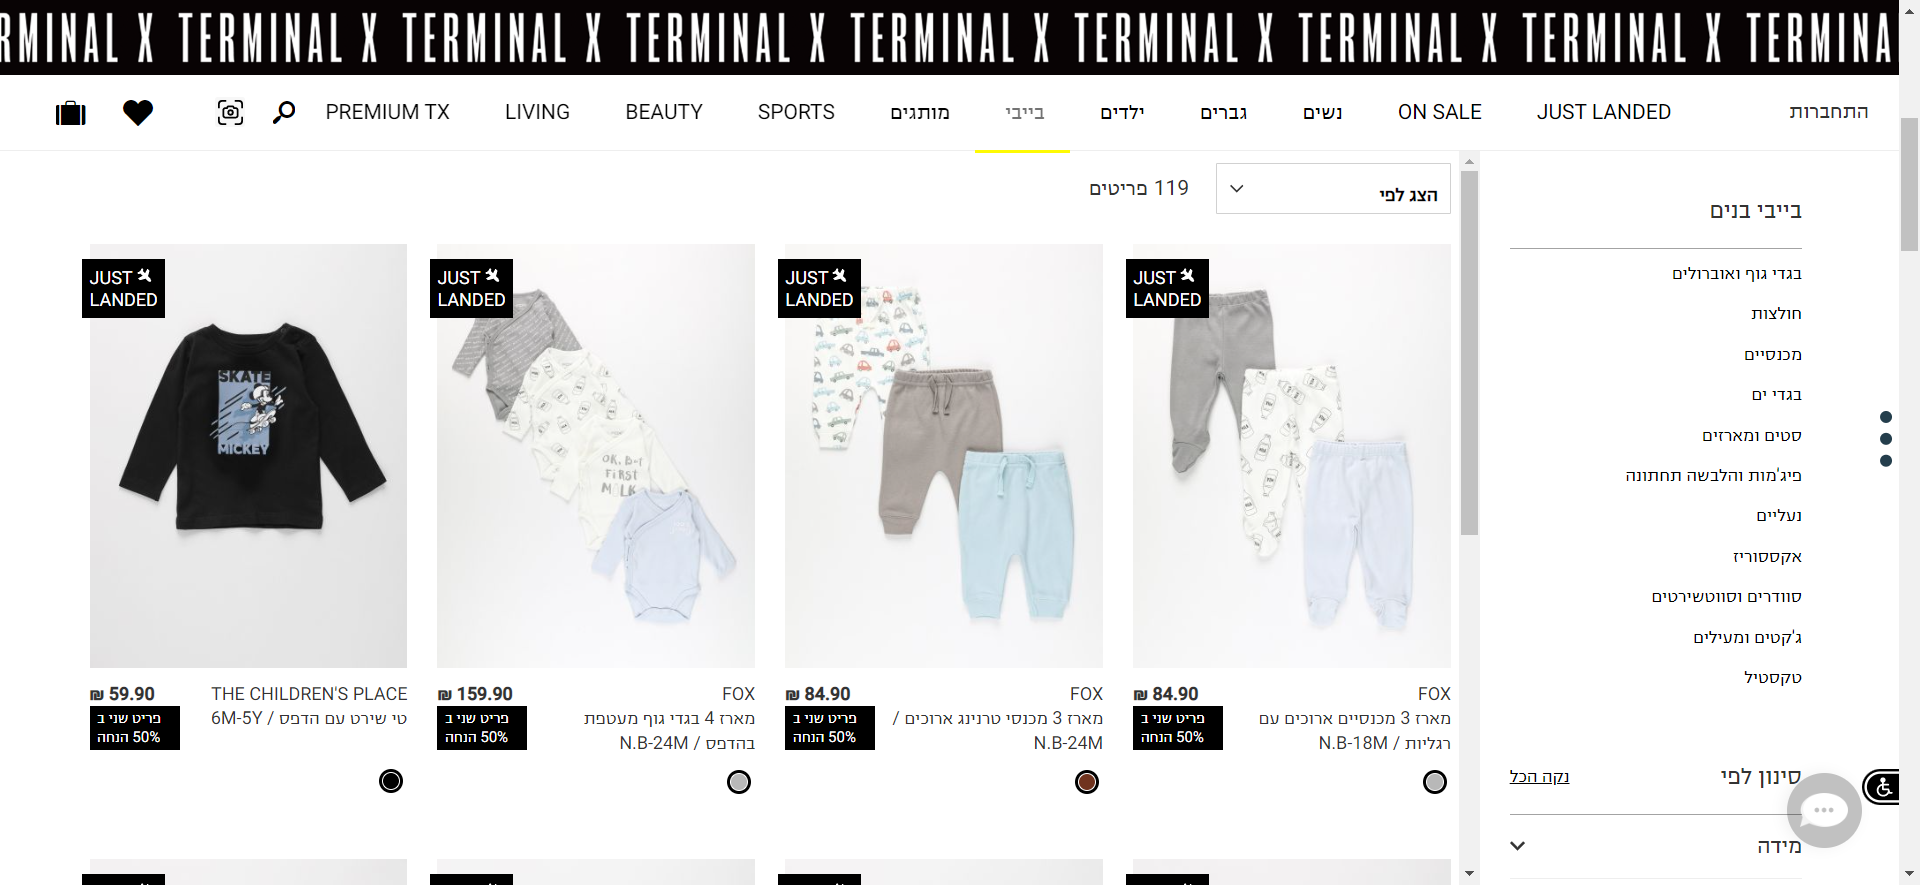 RMINAL X TERMINAL X TERMINAL X TERMINAL X TERMINAL X TERMINAL X TERMINAL X TERMINAL X TERMINA
התחברות
JUST LANDED
ON SALE
נשים
גברים
ילדים
בייבי
מותגים
SPORTS
BEAUTY
LIVING
PREMIUM TX
בייבי בנים
בגדי גוף ואוברולים
חולצות
מכנסיים
בגדי ים
סטים ומארזים
פיג'מות והלבשה תחתונה
נעליים
אקססוריז
סוודרים וסווטשירטים
ג'קטים ומעילים
טקסטיל
סינון לפי
נקה הכל
מידה
הצג לפי
119 פריטים
JUST
LANDED
FOX
מארז 3 מכנסיים ארוכים עם
רגליות / N.B-18M
84.90 ₪
פריט שני ב
50% הנחה
JUST
LANDED
FOX
מארז 3 מכנסי טרנינג ארוכים /
N.B-24M
84.90 ₪
פריט שני ב
50% הנחה
JUST
LANDED
OK, BUT
FIRST
MILK
FOX
מארז 4 בגדי גוף מעטפת
בהדפס / N.B-24M
159.90 ₪
פריט שני ב
50% הנחה
JUST
LANDED
SKATE
MICKEY
THE CHILDREN'S PLACE
טי שירט עם הדפס / 6M-5Y
59.90 ₪
פריט שני ב
50% הנחה